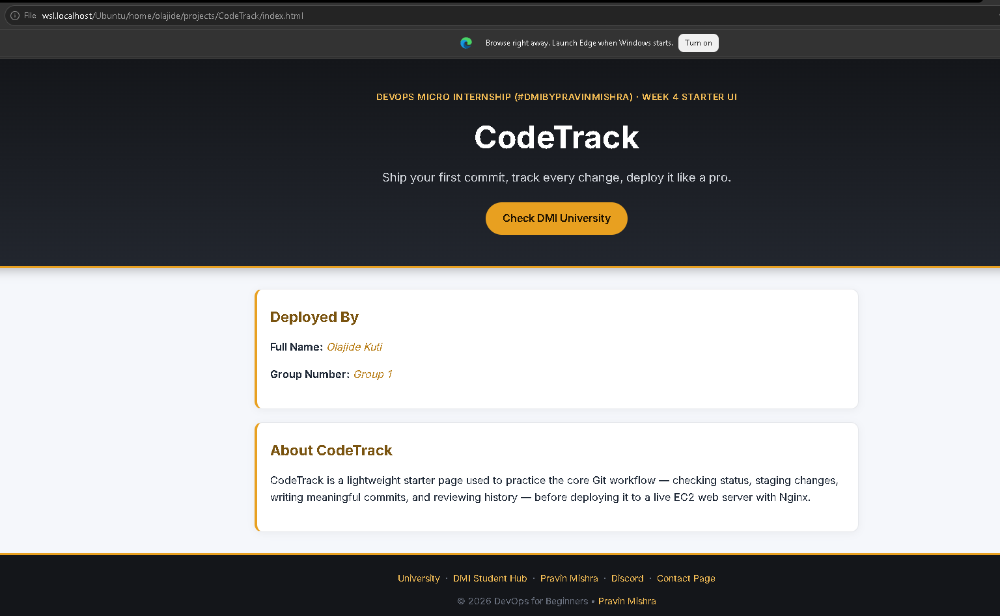 File wsl.localhost/Ubuntu/home/olajide/projects/CodeTrack/index.html
Browse right away. Launch Edge when Windows starts. Turn on
DEVOPS MICRO INTERNSHIP (#DMIBYPRAVINMISHRA) · WEEK 4 STARTER UI
CodeTrack
Ship your first commit, track every change, deploy it like a pro.
Check DMI University
Deployed By
Full Name: Olajide Kuti
Group Number: Group 1
About CodeTrack
CodeTrack is a lightweight starter page used to practice the core Git workflow — checking status, staging changes,
writing meaningful commits, and reviewing history — before deploying it to a live EC2 web server with Nginx.
University · DMI Student Hub · Pravin Mishra · Discord · Contact Page
© 2026 DevOps for Beginners • Pravin Mishra